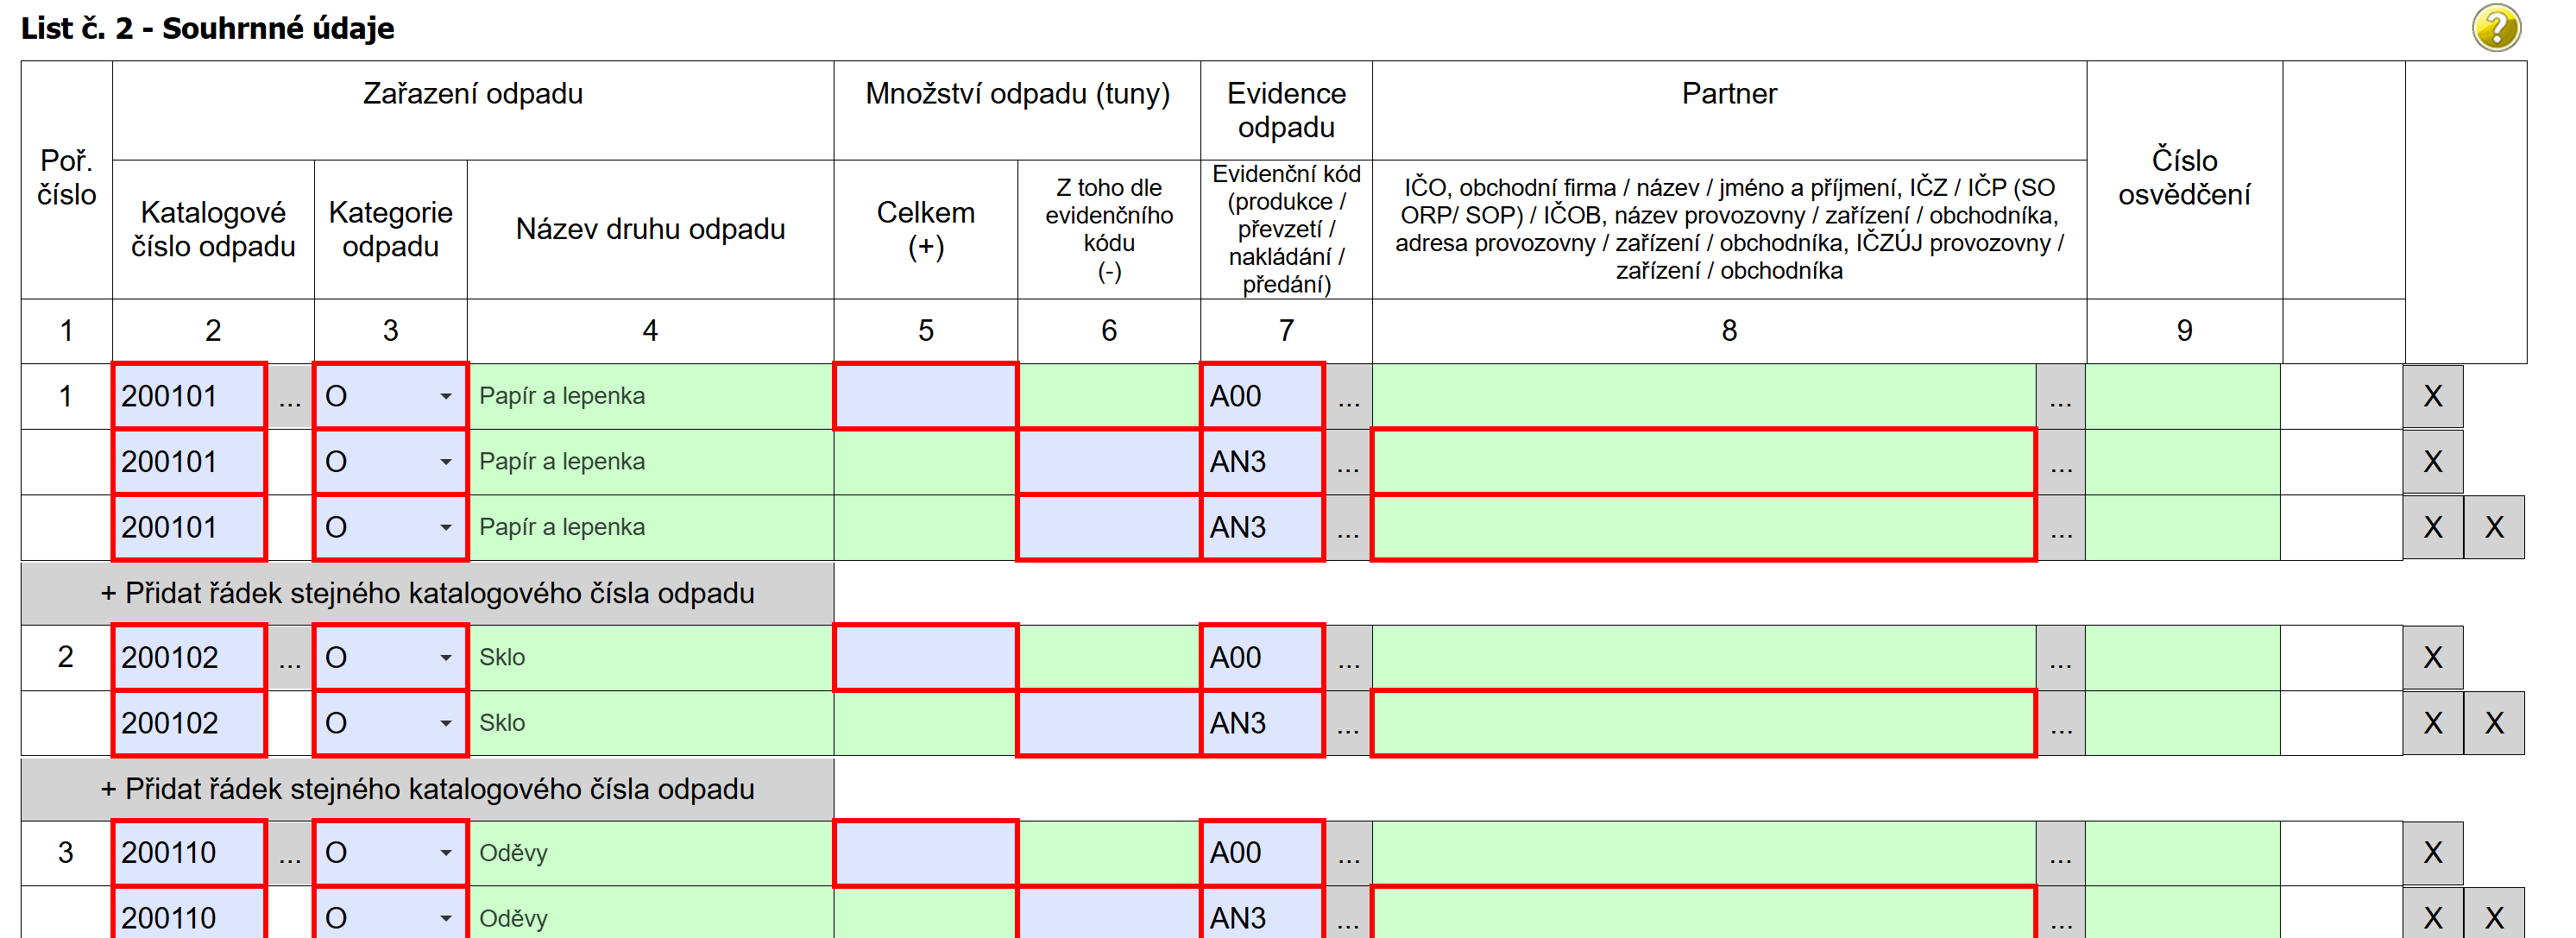 List č. 2 - Souhrnné údaje
?
Poř.
číslo
Zařazení odpadu
Množství odpadu (tuny)
Evidence
odpadu
Partner
Číslo
osvědčení
Katalogové
číslo odpadu
Kategorie
odpadu
Název druhu odpadu
Celkem
(+)
Z toho dle
evidenčního
kódu
(-)
Evidenční kód
(produkce /
převzetí /
nakládání /
předání)
IČO, obchodní firma / název / jméno a příjmení, IČZ / IČP (SO
ORP/ SOP) / IČOB, název provozovny / zařízení / obchodníka,
adresa provozovny / zařízení / obchodníka, IČZÚJ provozovny /
zařízení / obchodníka
1 2 3 4 5 6 7 8 9
1 200101 ... O Papír a lepenka A00 ... ... X
200101 O Papír a lepenka AN3 ... ... X
200101 O Papír a lepenka AN3 ... ... X X
+ Přidat řádek stejného katalogového čísla odpadu
2 200102 ... O Sklo A00 ... ... X
200102 O Sklo AN3 ... ... X X
+ Přidat řádek stejného katalogového čísla odpadu
3 200110 ... O Oděvy A00 ... ... X
200110 O Oděvy AN3 ... ... X X